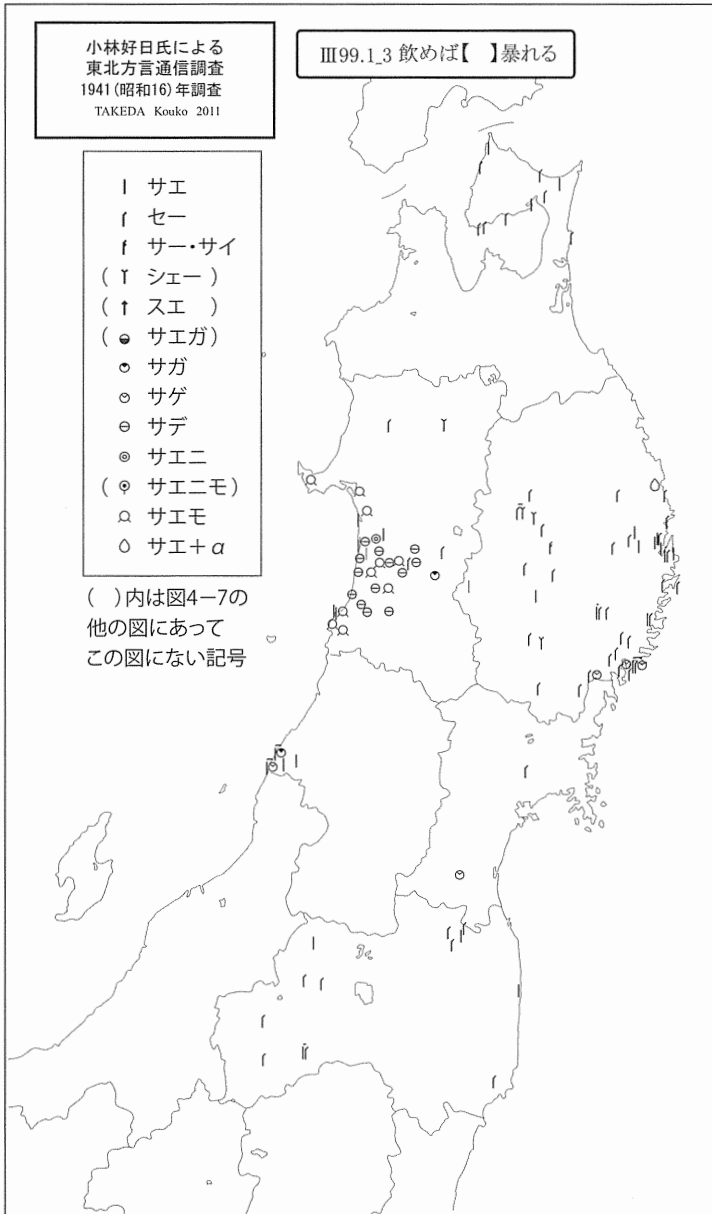 小林好日氏による
東北方言通信調査
1941(昭和16)年調査
TAKEDA Kouko 2011
Ⅲ99.1_3 飲めば【 】暴れる
サエ
セー
サー・サイ
( シェー )
( スエ )
( サエガ)
サガ
サゲ
サデ
サエニ
( サエニモ)
サエモ
サエ+α
( )内は図4−7の
他の図にあって
この図にない記号